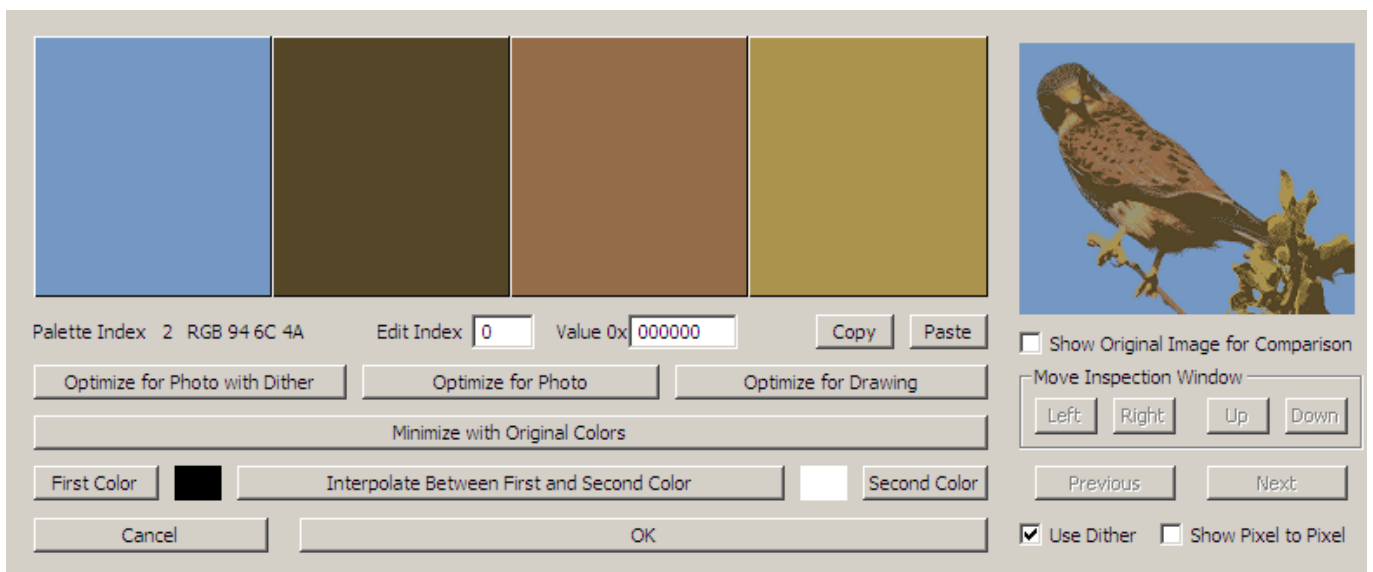 Palette Index 2 RGB 94 6C 4A Edit Index 0 Value 0x 000000 Copy Paste
Optimize for Photo with Dither Optimize for Photo Optimize for Drawing
Minimize with Original Colors
First Color Interpolate Between First and Second Color Second Color
Cancel OK
Show Original Image for Comparison
Move Inspection Window
Left Right Up Down
Previous Next
Use Dither Show Pixel to Pixel